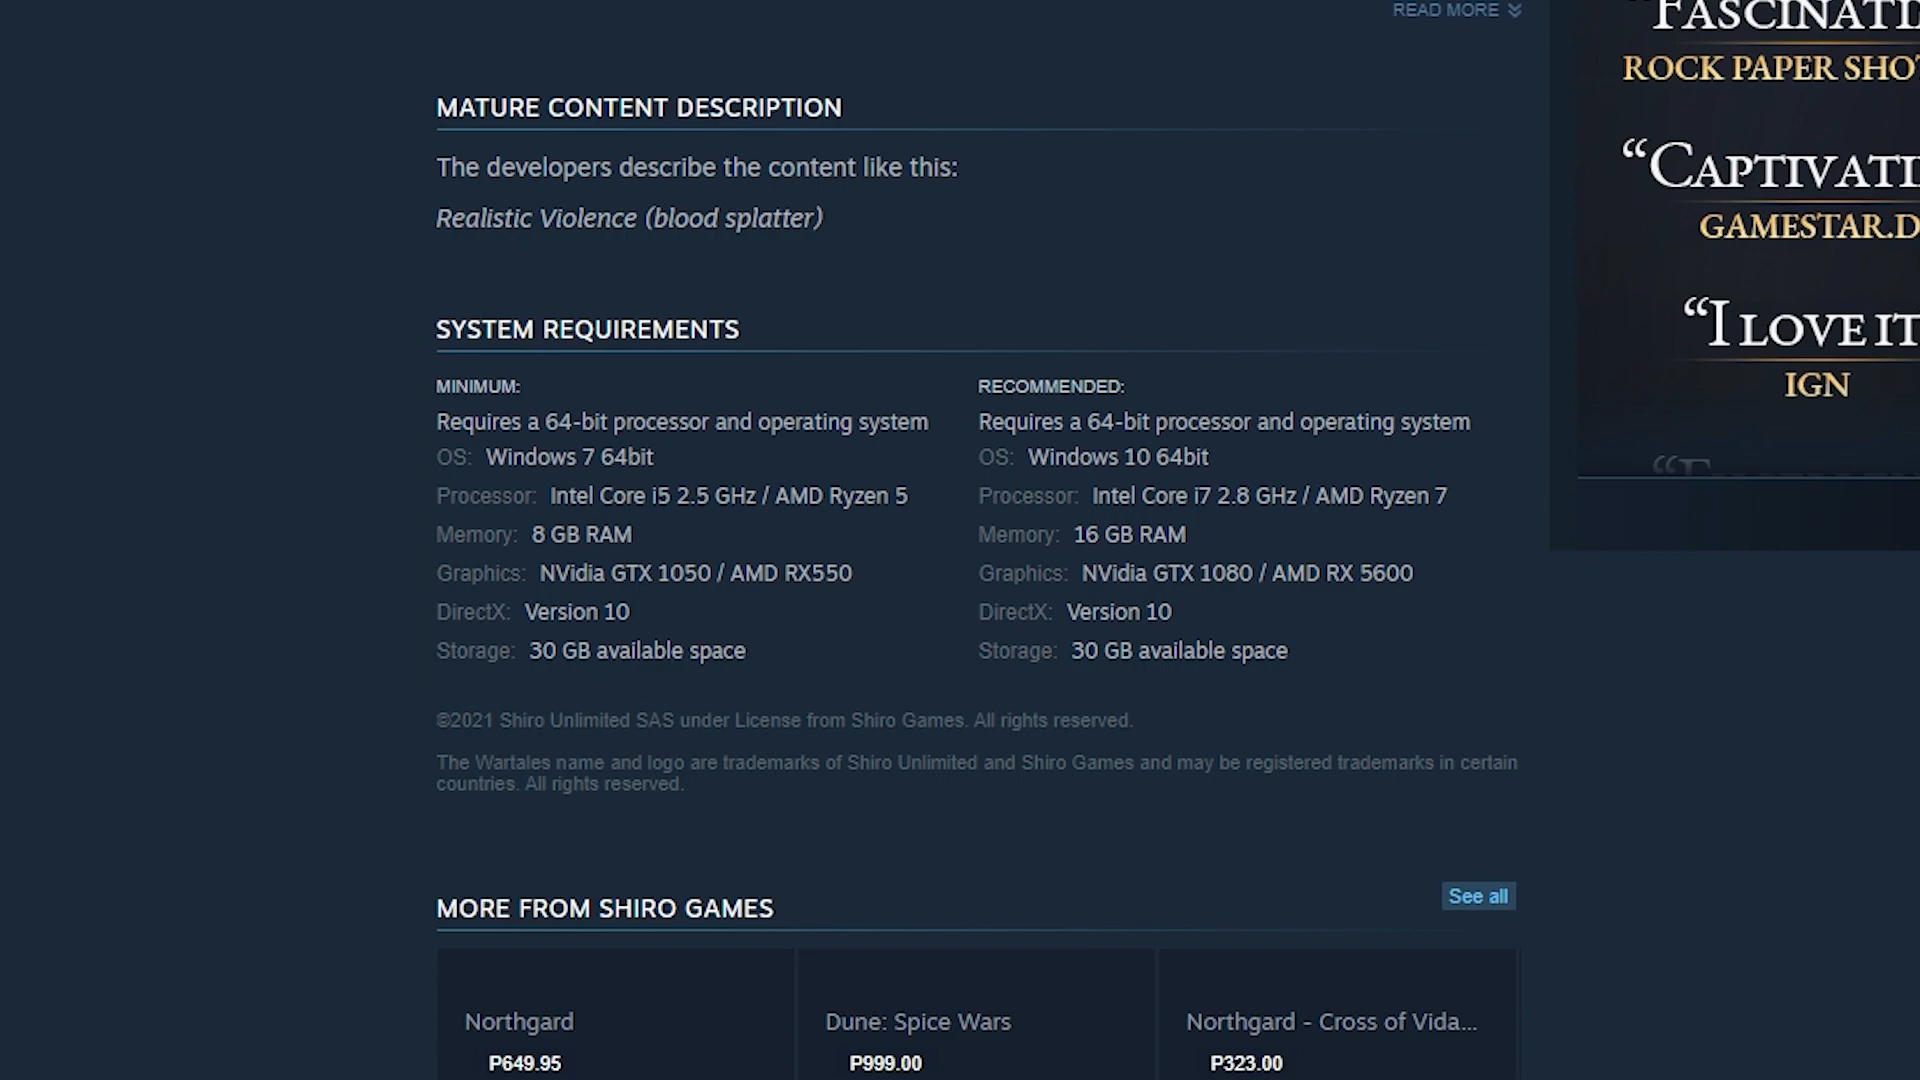 READ MORE
MATURE CONTENT DESCRIPTION
The developers describe the content like this:
Realistic Violence (blood splatter)
SYSTEM REQUIREMENTS
MINIMUM:
Requires a 64-bit processor and operating system
OS: Windows 7 64bit
Processor: Intel Core i5 2.5 GHz / AMD Ryzen 5
Memory: 8 GB RAM
Graphics: NVidia GTX 1050 / AMD RX550
DirectX: Version 10
Storage: 30 GB available space
RECOMMENDED:
Requires a 64-bit processor and operating system
OS: Windows 10 64bit
Processor: Intel Core i7 2.8 GHz / AMD Ryzen 7
Memory: 16 GB RAM
Graphics: NVidia GTX 1080 / AMD RX 5600
DirectX: Version 10
Storage: 30 GB available space
©2021 Shiro Unlimited SAS under License from Shiro Games. All rights reserved.
The Wartales name and logo are trademarks of Shiro Unlimited and Shiro Games and may be registered trademarks in certain
countries. All rights reserved.
MORE FROM SHIRO GAMES
See all
Northgard
P649.95
Dune: Spice Wars
P999.00
Northgard - Cross of Vida...
P323.00
ROCK PAPER
GAMESTAR.D
“I LOVE IT
IGN